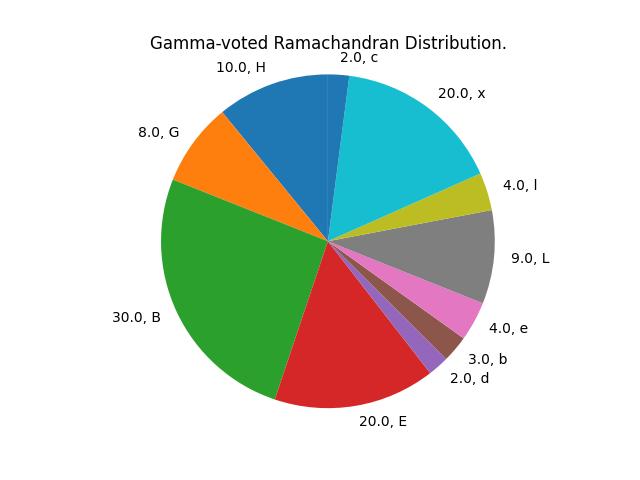 Gamma-voted Ramachandran Distribution.
2.0, c
10.0, H
20.0, x
8.0, G
4.0, l
9.0, L
30.0, B
4.0, e
3.0, b
2.0, d
20.0, E